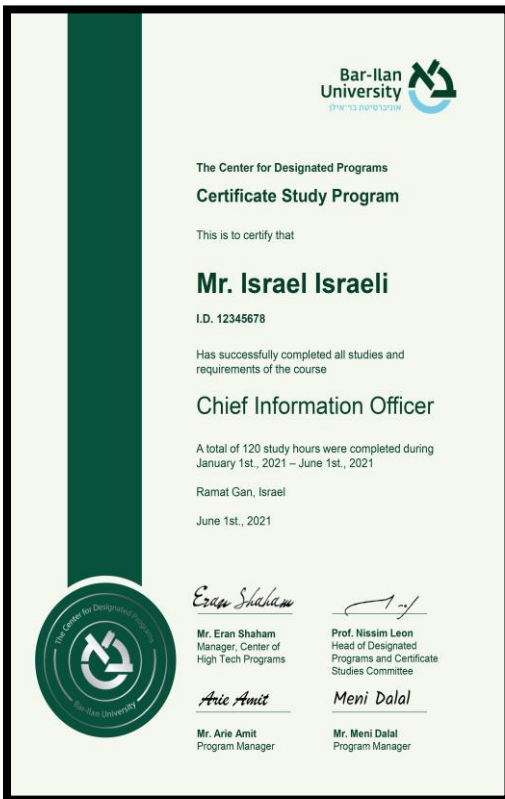 Bar-Ilan
University
אוניברסיטת בר־אילן
בא
The Center for Designated Programs
Certificate Study Program
This is to certify that
Mr. Israel Israeli
I.D. 12345678
Has successfully completed all studies and
requirements of the course
Chief Information Officer
A total of 120 study hours were completed during
January 1st., 2021 – June 1st., 2021
Ramat Gan, Israel
June 1st., 2021
The Center for Designated Programs
בא
Bar-Ilan University
Eran Shaham
Mr. Eran Shaham
Manager, Center of
High Tech Programs
Prof. Nissim Leon
Head of Designated
Programs and Certificate
Studies Committee
Arie Amit
Mr. Arie Amit
Program Manager
Meni Dalal
Mr. Meni Dalal
Program Manager